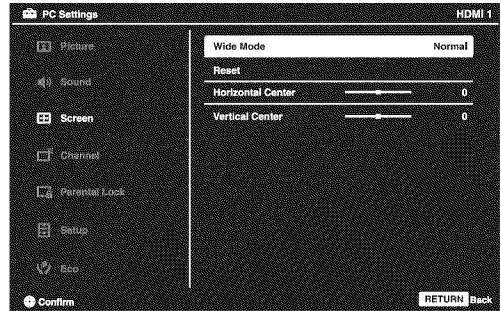 PC Settings HDMI 1
Picture
Sound
Screen
Channel
Parental Lock
Setup
Eco
Wide Mode Normal
Reset
Horizontal Center 0
Vertical Center 0
Confirm RETURN Back